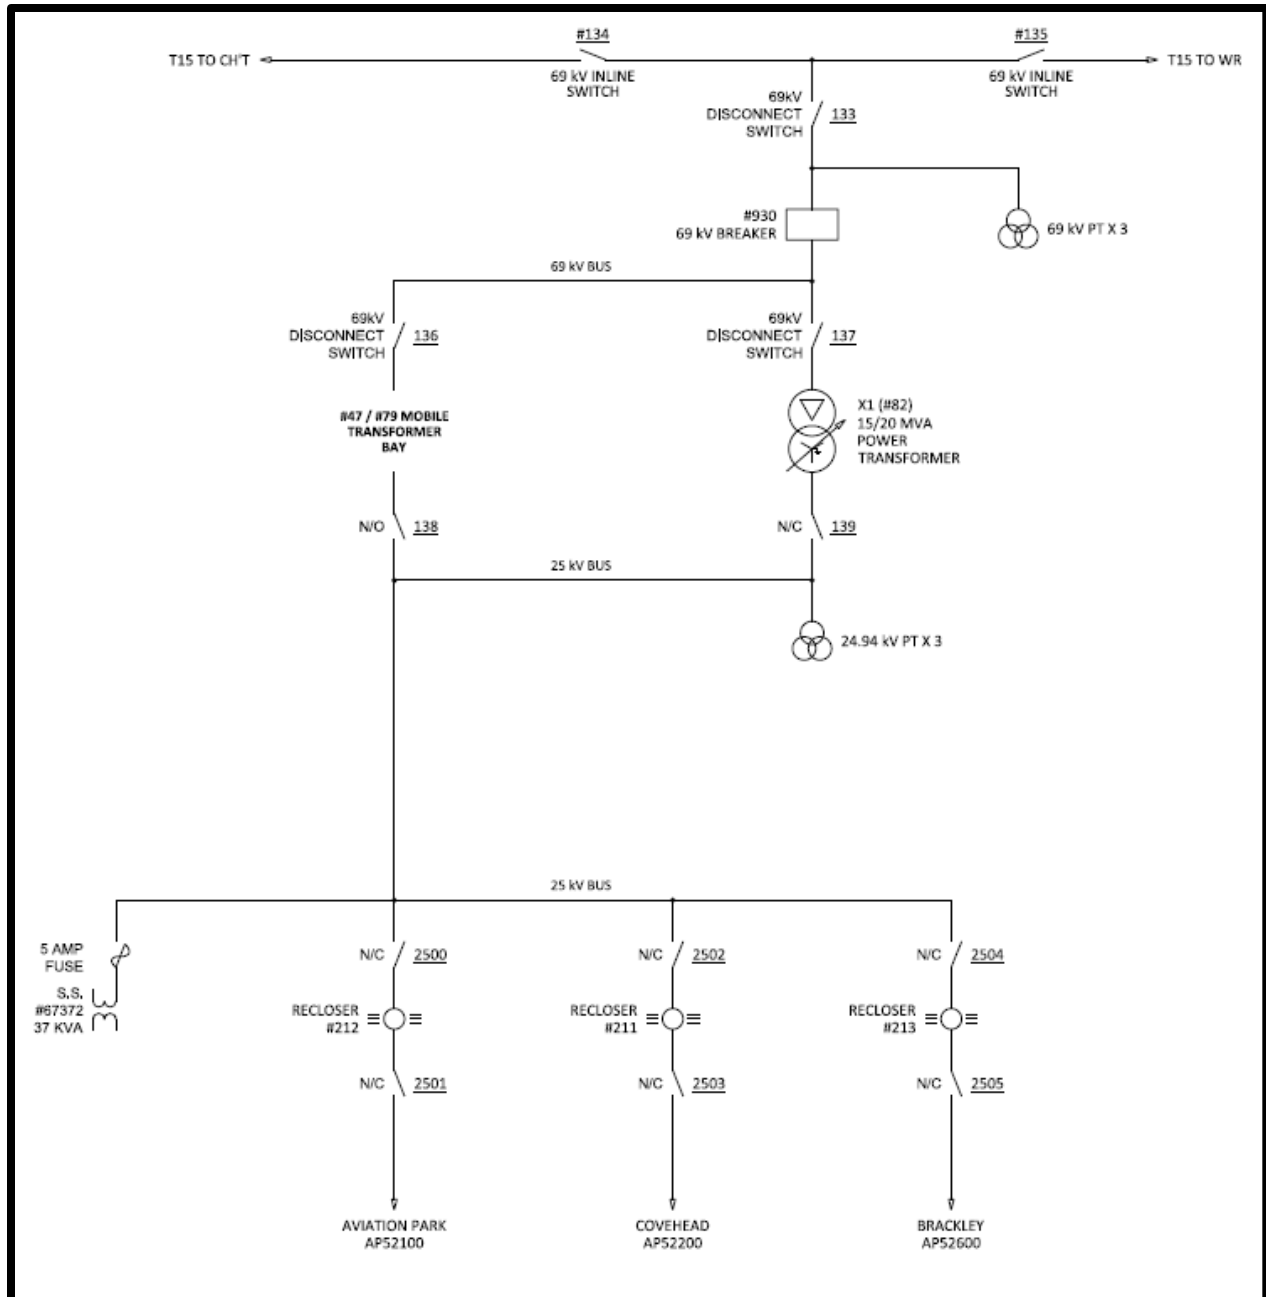 #134
#135
T15 TO CH'T
T15 TO WR
69 kV INLINE
SWITCH
69 kV INLINE
SWITCH
69kV
DISCONNECT
SWITCH
133
#930
69 kV BREAKER
69 kV PT X 3
69 kV BUS
69kV
DISCONNECT
SWITCH
136
69kV
DISCONNECT
SWITCH
137
#47 / #79 MOBILE
TRANSFORMER
BAY
X1 (#82)
15/20 MVA
POWER
TRANSFORMER
N/O
138
N/C
139
25 kV BUS
24.94 kV PT X 3
25 kV BUS
5 AMP
FUSE
S.S.
#67372
37 KVA
N/C
2500
RECLOSER
#212
N/C
2501
N/C
2502
RECLOSER
#211
N/C
2503
N/C
2504
RECLOSER
#213
N/C
2505
AVIATION PARK
AP52100
COVEHEAD
AP52200
BRACKLEY
AP52600